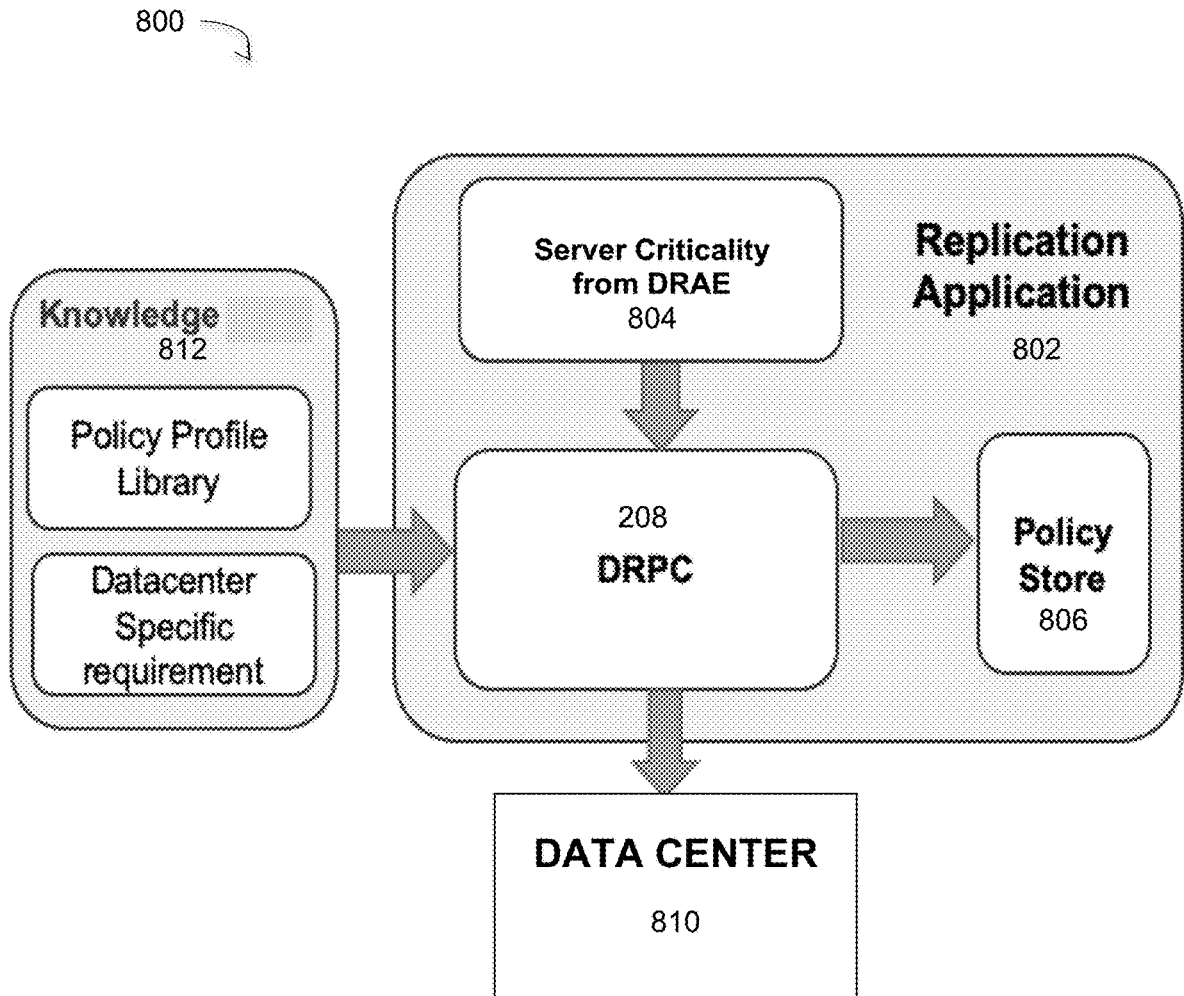 800
Server Criticality
from DRAE
804
Replication
Application
802
Knowledge
812
Policy Profile
Library
Datacenter
Specific
requirement
208
DRPC
Policy
Store
806
DATA CENTER
810